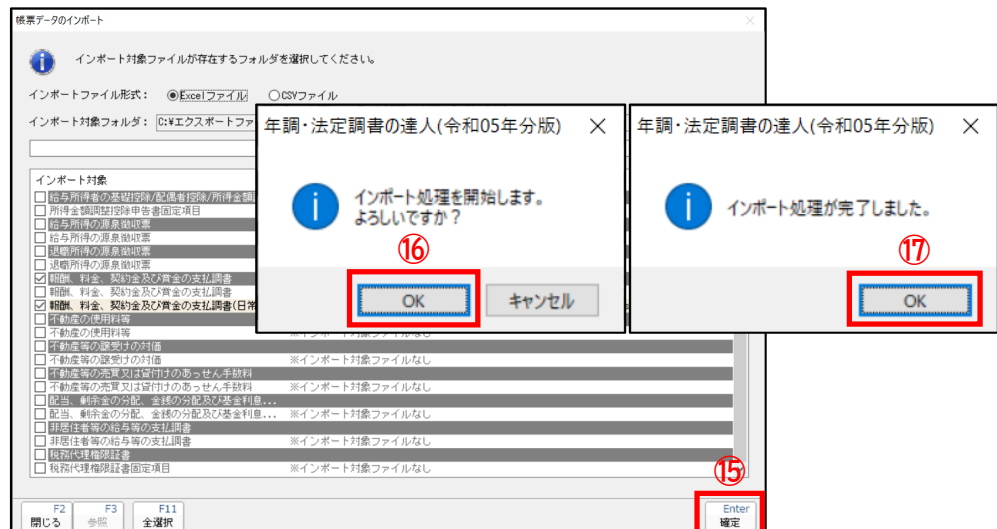 帳票データのインポート
インポート対象ファイルが存在するフォルダを選択してください。
インポートファイル形式： Excelファイル CSVファイル
インポート対象フォルダ： C:¥エクスポートファ
インポート対象
給与所得者の基礎控除/配偶者控除/所得金額
所得金額調整控除申告書固定項目
給与所得の源泉徴収票
給与所得の源泉徴収票
退職所得の源泉徴収票
退職所得の源泉徴収票
報酬、料金、契約金及び賞金の支払調書
報酬、料金、契約金及び賞金の支払調書
報酬、料金、契約金及び賞金の支払調書(日常
不動産の使用料等
不動産の使用料等 ※インポート対象ファイルなし
不動産等の譲受けの対価
不動産等の譲受けの対価 ※インポート対象ファイルなし
不動産等の売買又は貸付けのあっせん手数料
不動産等の売買又は貸付けのあっせん手数料 ※インポート対象ファイルなし
配当、剰余金の分配、金銭の分配及び基金利息...
配当、剰余金の分配、金銭の分配及び基金利息... ※インポート対象ファイルなし
非居住者等の給与等の支払調書
非居住者等の給与等の支払調書 ※インポート対象ファイルなし
税務代理権限証書
税務代理権限証書固定項目 ※インポート対象ファイルなし
F2 閉じる
F3 参照
F11 全選択
⑮
Enter 確定
年調・法定調書の達人(令和05年分版)
インポート処理を開始します。
よろしいですか？
⑯
OK キャンセル
年調・法定調書の達人(令和05年分版)
インポート処理が完了しました。
⑰
OK